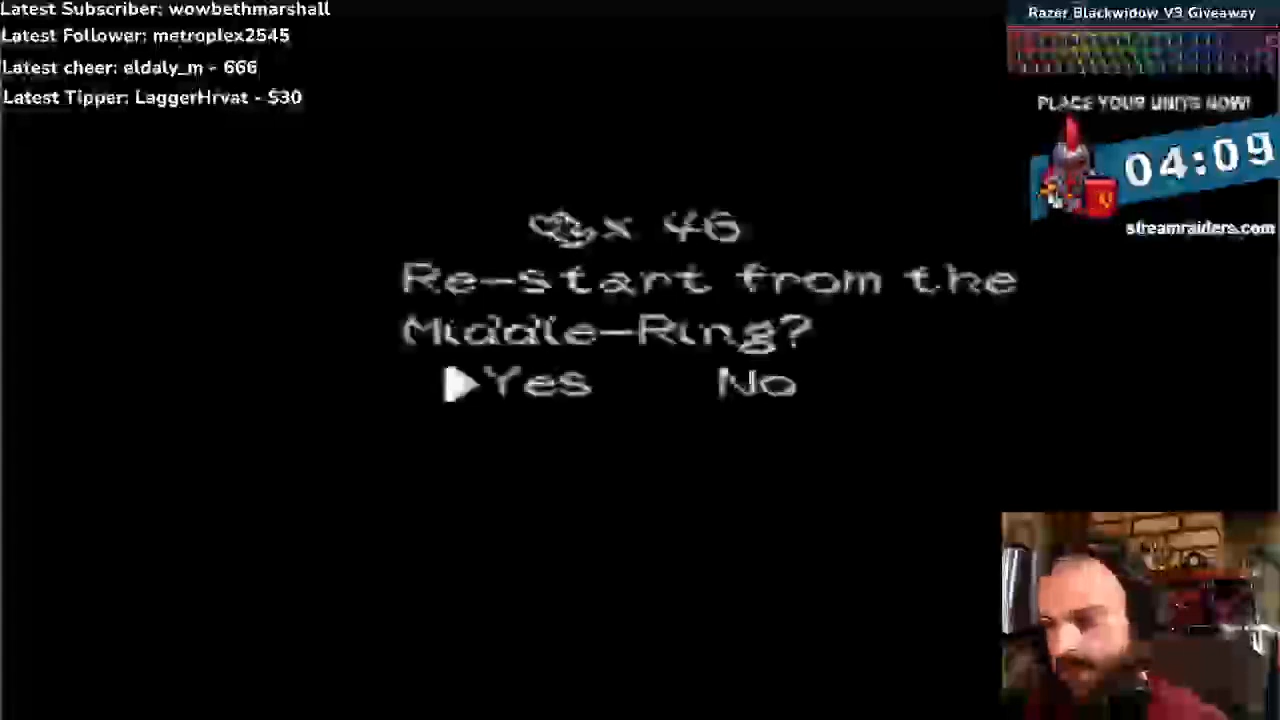 Latest Subscriber: wowbethmarshall
Latest Follower: metroplex2545
Latest cheer: eldaly_m - 666
Latest Tipper: LaggerHrvat - $30
Razer Blackwidow V3 Giveaway
PLACE YOUR UNITS NOW!
04:09
streamraiders.com
x 46
Re-start from the
Middle-Ring?
Yes No